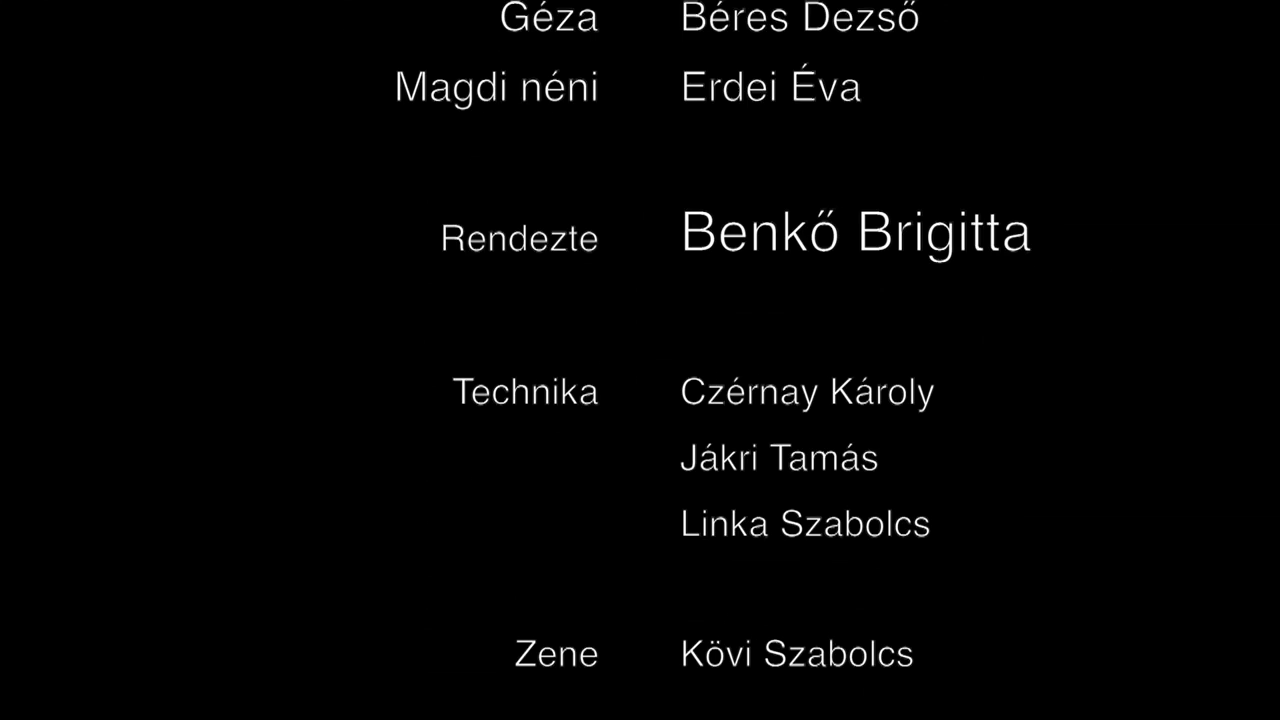 Géza Béres Dezső
Magdi néni Erdei Éva
Rendezte Benkő Brigitta
Technika Czérnay Károly
Jákri Tamás
Linka Szabolcs
Zene Kövi Szabolcs